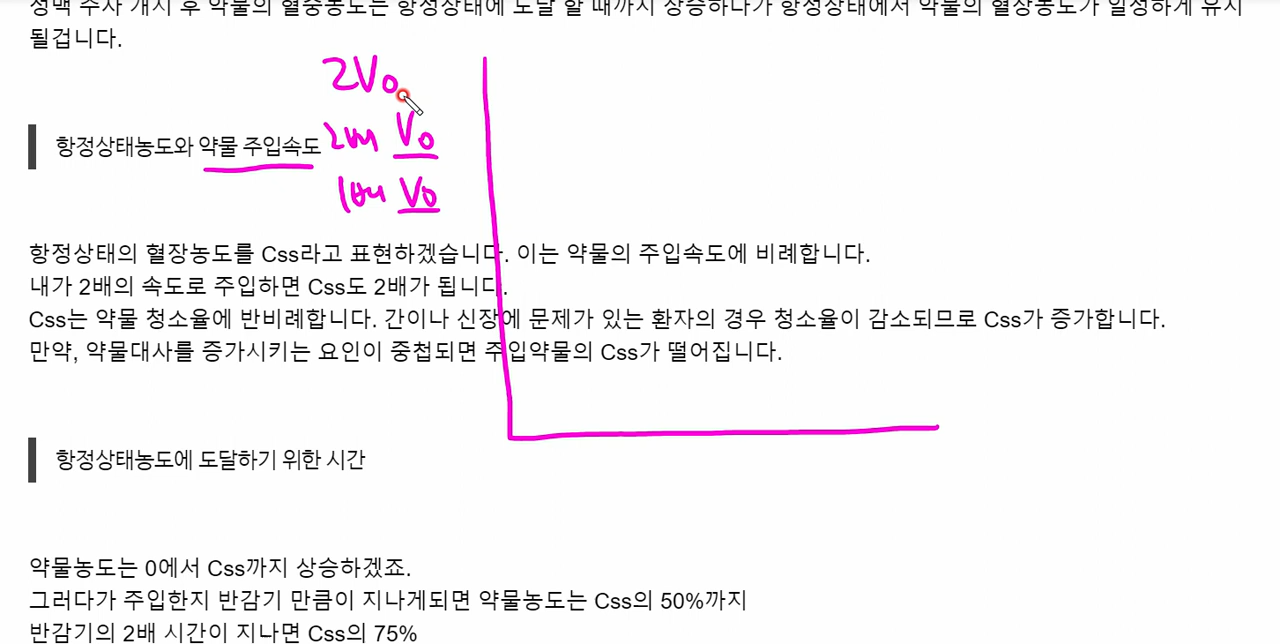 정맥 주사 개시 후 약물의 혈중농도는 항정상태에 도달 할 때까지 상승하다가 항정상태에서 약물의 혈장농도가 일정하게 유지
될겁니다.
2V0
항정상태농도와 약물 주입속도
V0
V0
항정상태의 혈장농도를 Css라고 표현하겠습니다. 이는 약물의 주입속도에 비례합니다.
내가 2배의 속도로 주입하면 Css도 2배가 됩니다.
Css는 약물 청소율에 반비례합니다. 간이나 신장에 문제가 있는 환자의 경우 청소율이 감소되므로 Css가 증가합니다.
만약, 약물대사를 증가시키는 요인이 중첩되면 주입약물의 Css가 떨어집니다.
항정상태농도에 도달하기 위한 시간
약물농도는 0에서 Css까지 상승하겠죠.
그러다가 주입한지 반감기 만큼이 지나게되면 약물농도는 Css의 50%까지
반감기의 2배 시간이 지나면 Css의 75%